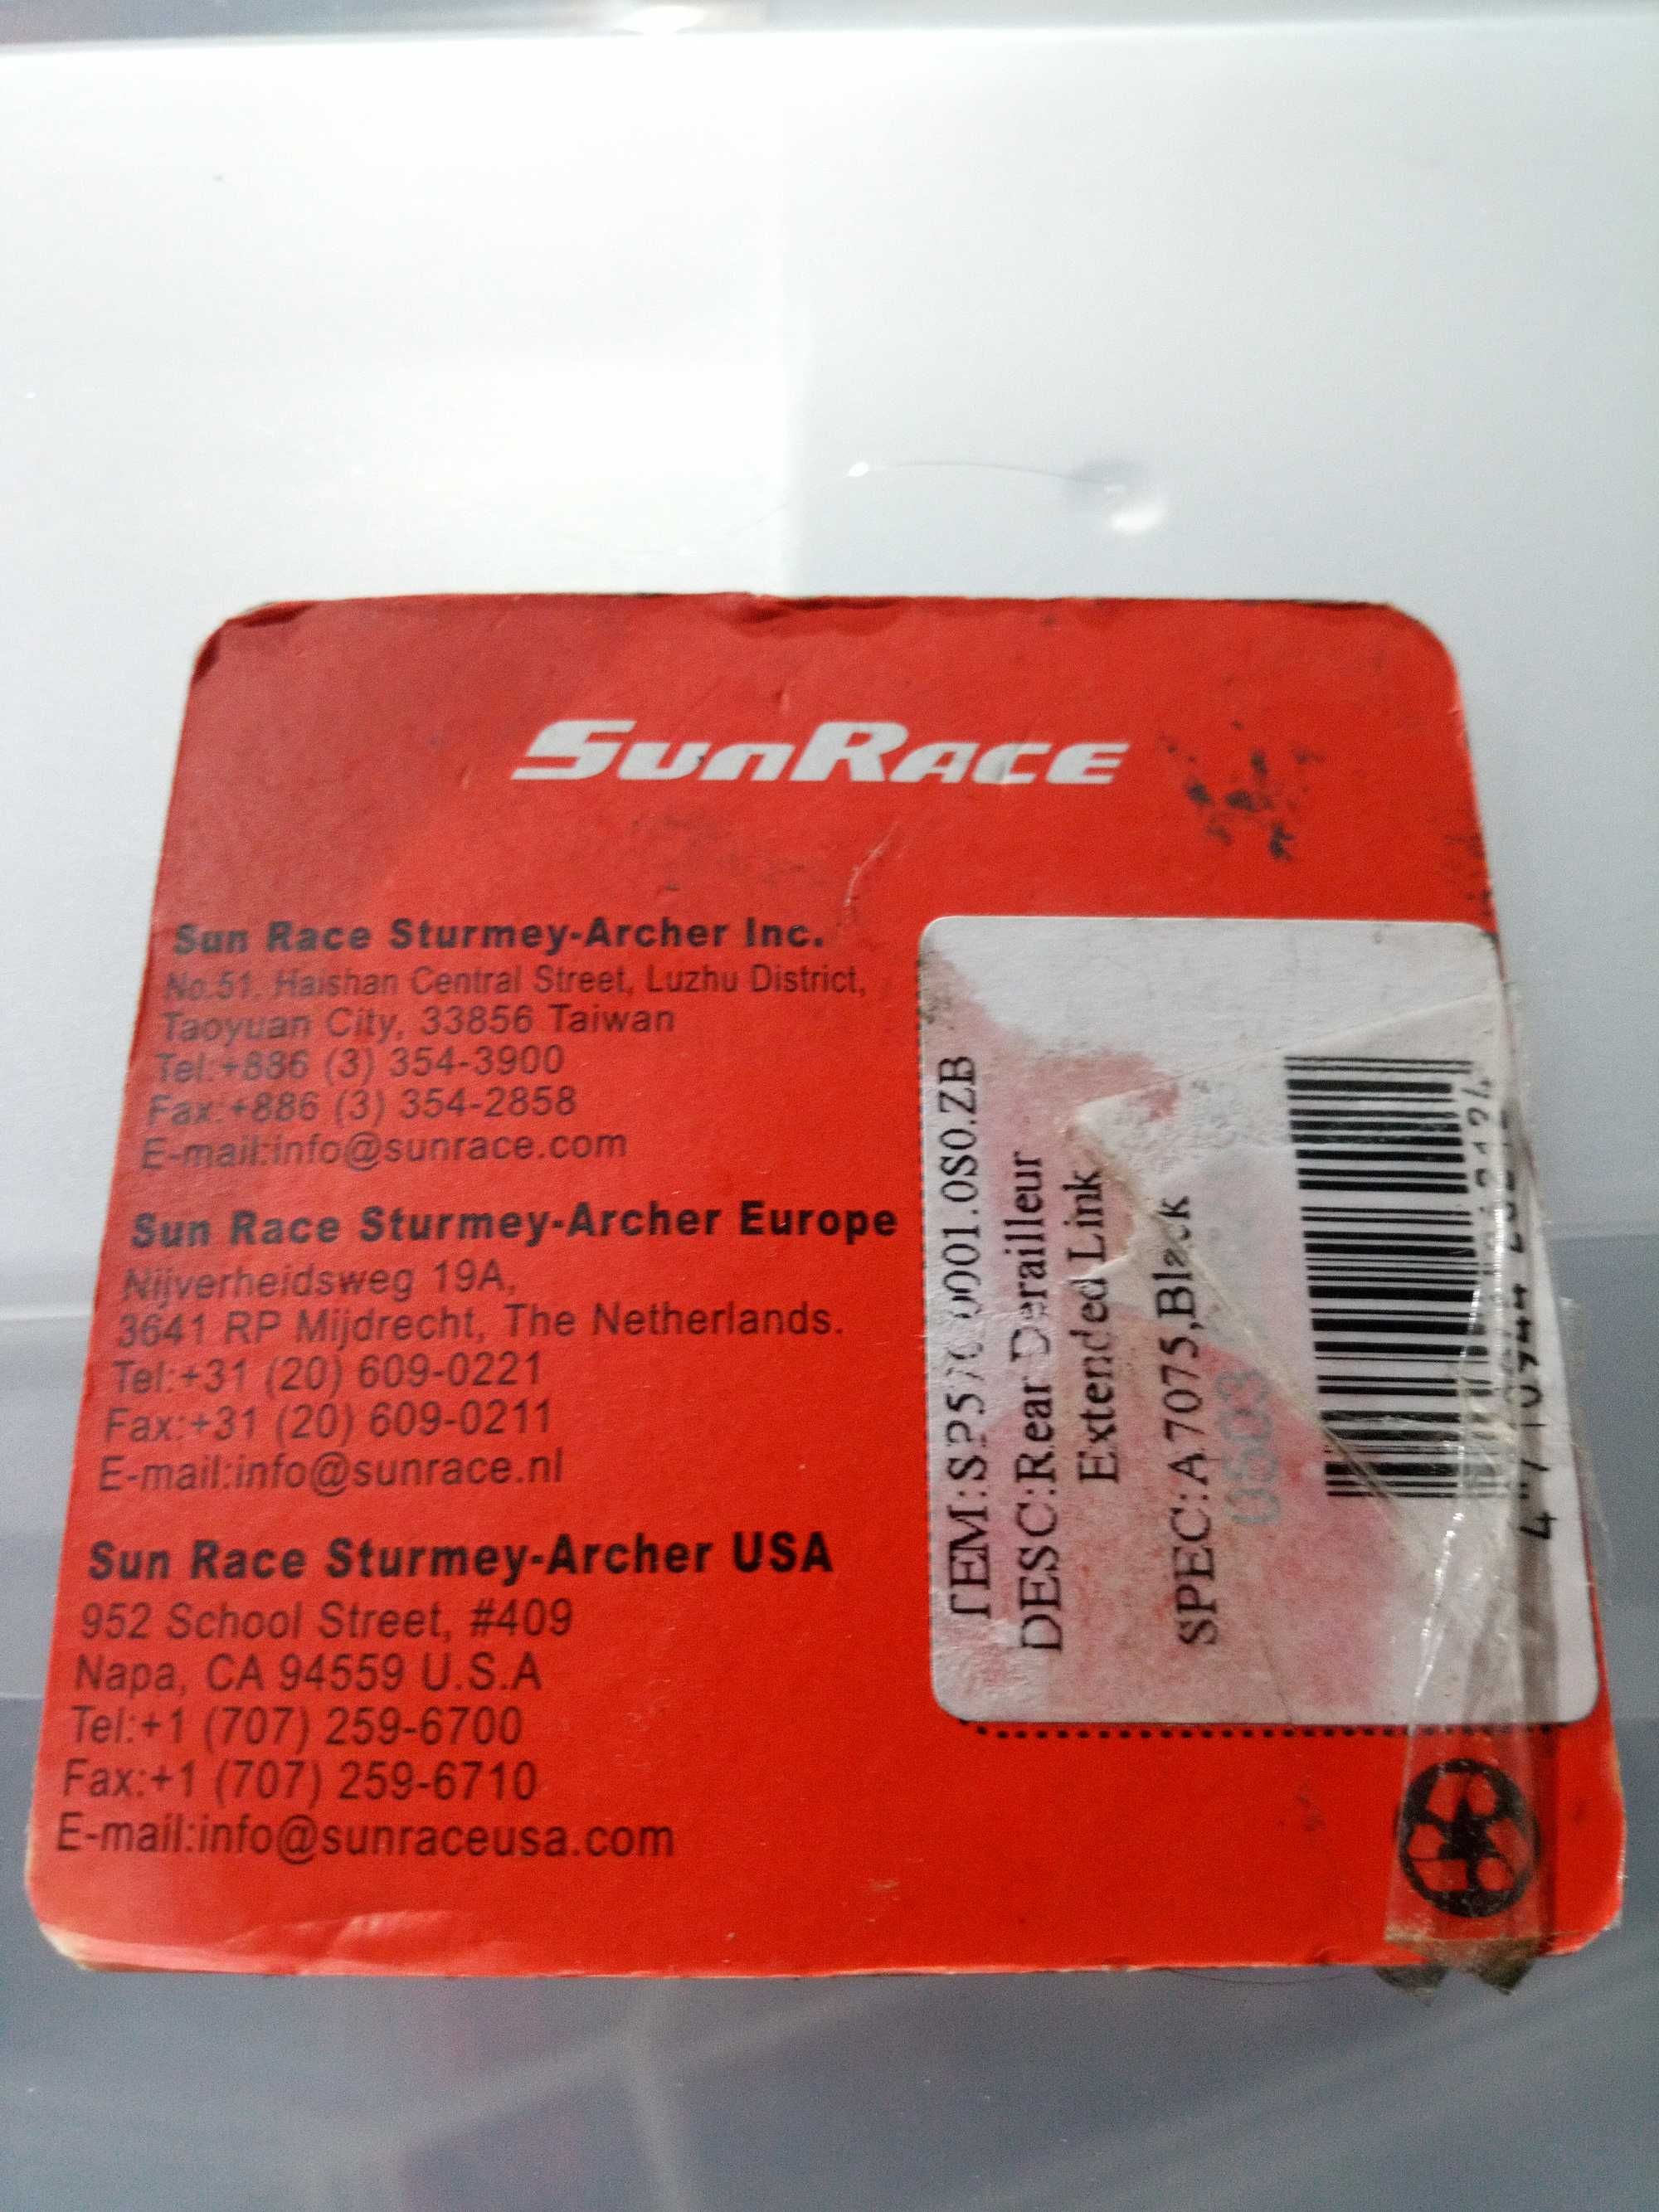 SunRace
Sun Race Sturmey-Archer Inc.
No.51, Haishan Central Street, Luzhu District,
Taoyuan City, 33856 Taiwan
Tel:+886 (3) 354-3900
Fax:+886 (3) 354-2858
E-mail:info@sunrace.com
Sun Race Sturmey-Archer Europe
Nijverheidsweg 19A,
3641 RP Mijdrecht, The Netherlands.
Tel:+31 (20) 609-0221
Fax:+31 (20) 609-0211
E-mail:info@sunrace.nl
Sun Race Sturmey-Archer USA
952 School Street, #409
Napa, CA 94559 U.S.A
Tel:+1 (707) 259-6700
Fax:+1 (707) 259-6710
E-mail:info@sunraceusa.com
DESC:Rear Derailleur
Extended Link
SPEC:A7075,Black
0603